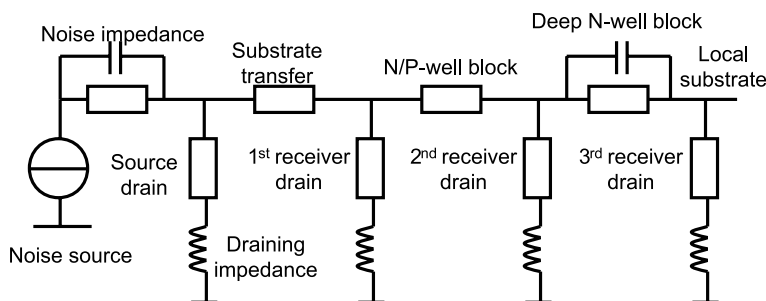 Noise impedance
Substrate
transfer
N/P-well block
Deep N-well block
Local
substrate
Source
drain
1st receiver
drain
2nd receiver
drain
3rd receiver
drain
Noise source
Draining
impedance